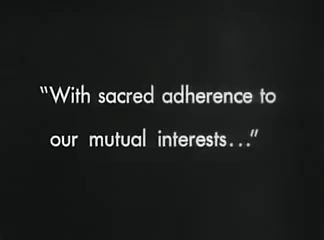 “With sacred adherence to
our mutual interests...”